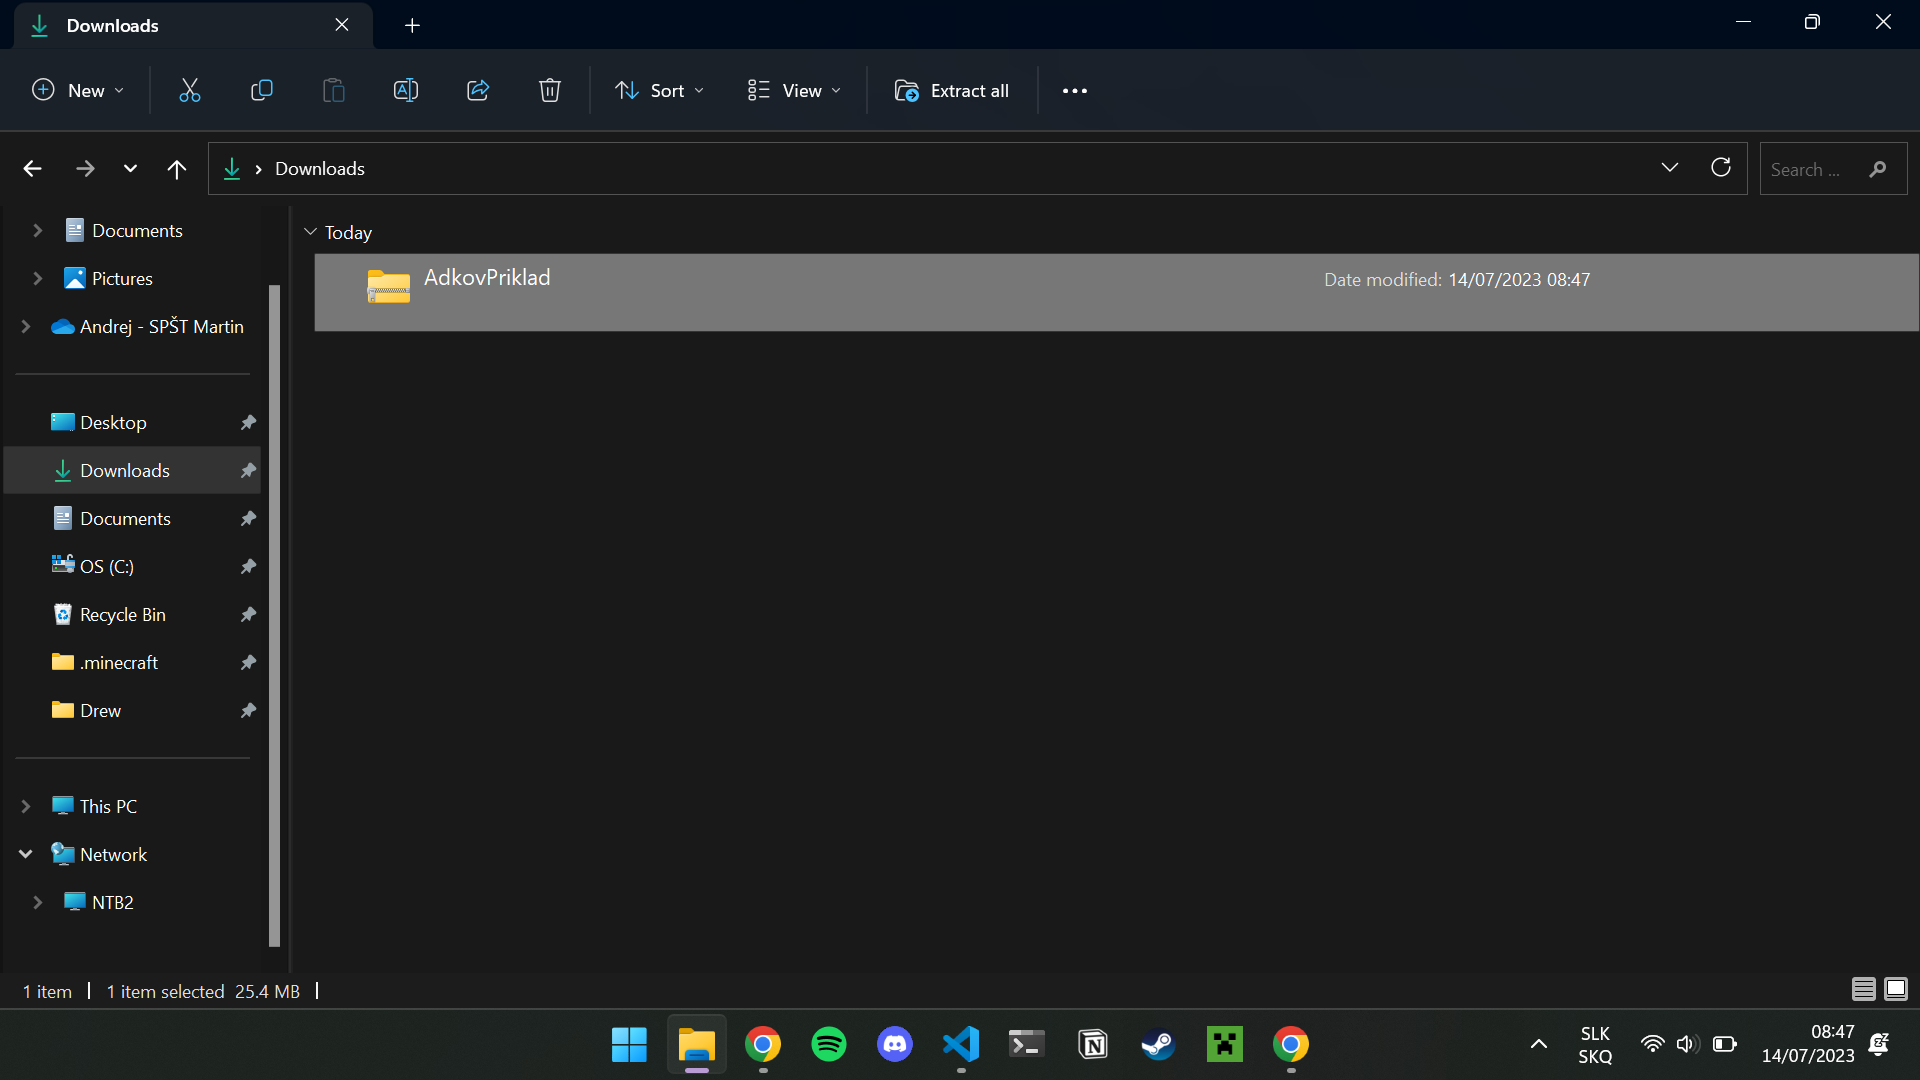 Downloads
New
Sort
View
Extract all
Downloads
Search ...
Documents
Pictures
Andrej - SPŠT Martin
Desktop
Downloads
Documents
OS (C:)
Recycle Bin
.minecraft
Drew
This PC
Network
NTB2
Today
AdkovPriklad
Date modified: 14/07/2023 08:47
1 item
1 item selected 25.4 MB
SLK
SKQ
08:47
14/07/2023